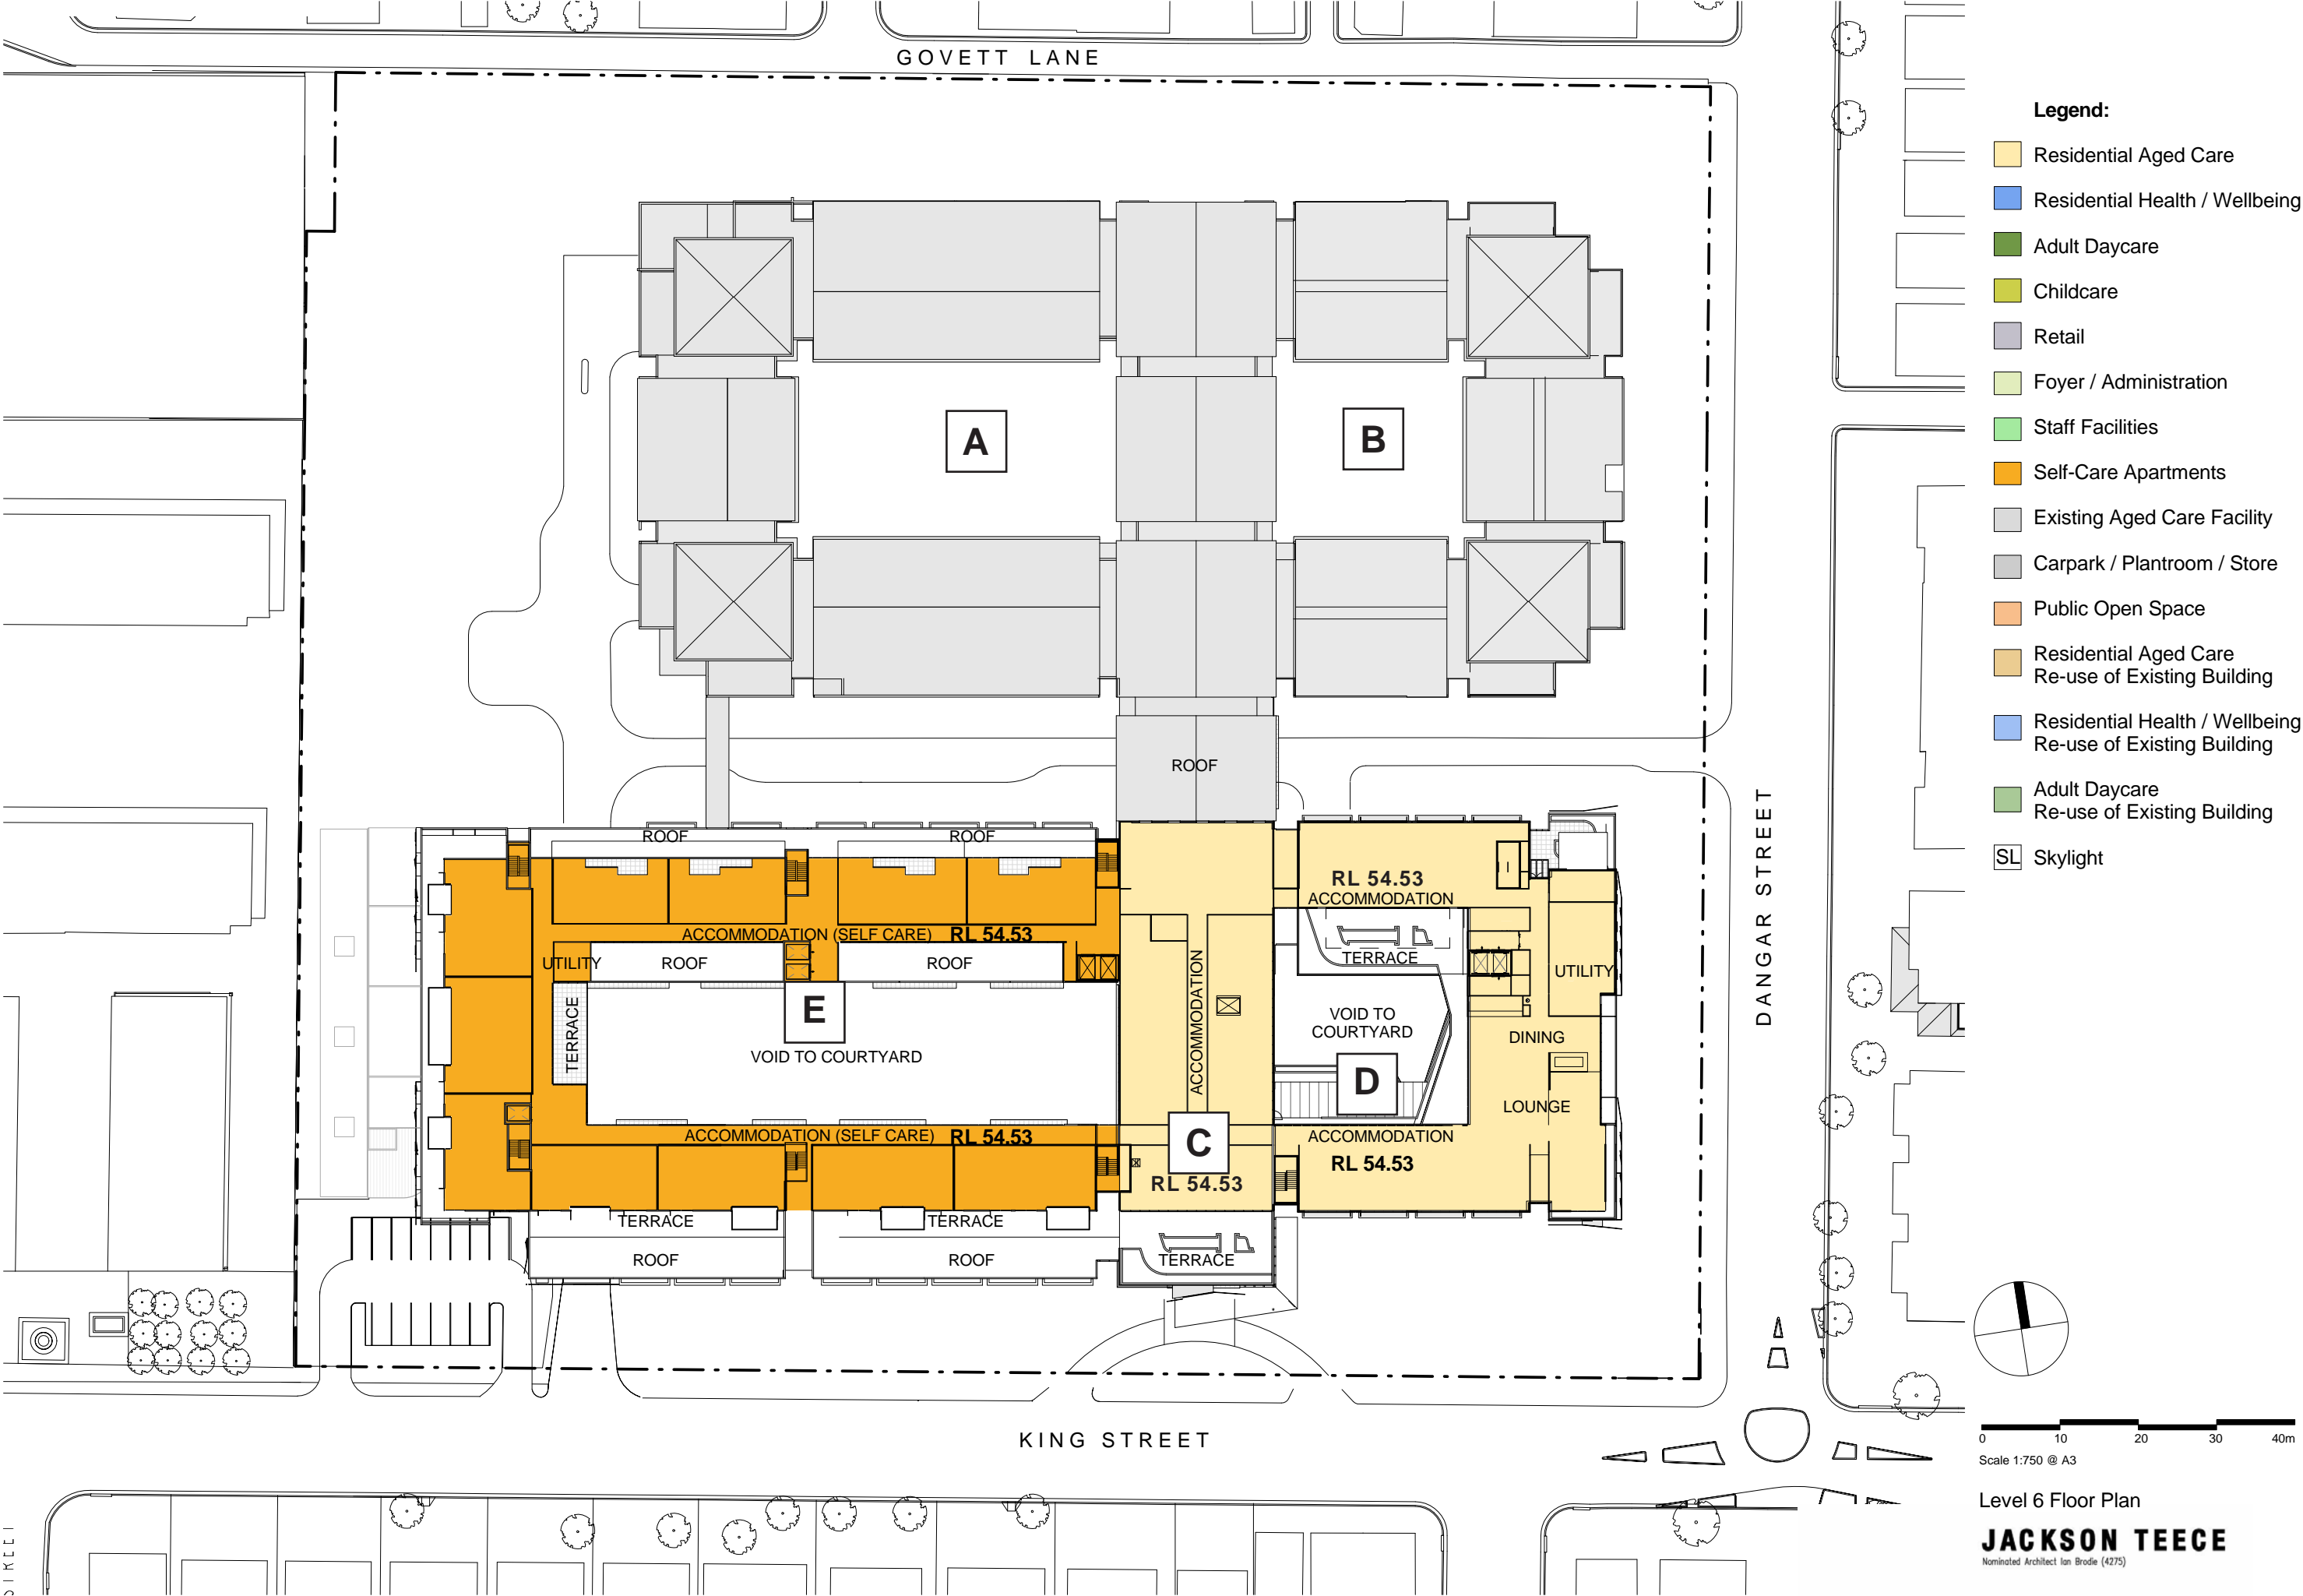 GOVETT LANE
Legend:
Residential Aged Care
Residential Health / Wellbeing
Adult Daycare
Childcare
Retail
Foyer / Administration
Staff Facilities
Self-Care Apartments
Existing Aged Care Facility
Carpark / Plantroom / Store
Public Open Space
Residential Aged Care
Re-use of Existing Building
Residential Health / Wellbeing
Re-use of Existing Building
Adult Daycare
Re-use of Existing Building
SL Skylight
A
B
ROOF
DANGAR STREET
ROOF
ROOF
RL 54.53
ACCOMMODATION
ACCOMMODATION (SELF CARE) RL 54.53
UTILITY
ROOF
ROOF
TERRACE
UTILITY
ACCOMMODATION
TERRACE
E
VOID TO COURTYARD
VOID TO
COURTYARD
DINING
D
LOUNGE
ACCOMMODATION (SELF CARE) RL 54.53
C
RL 54.53
ACCOMMODATION
RL 54.53
TERRACE
TERRACE
ROOF
ROOF
TERRACE
KING STREET
0 10 20 30 40m
Scale 1:750 @ A3
Level 6 Floor Plan
JACKSON TEECE
Nominated Architect Ian Brodie (4275)